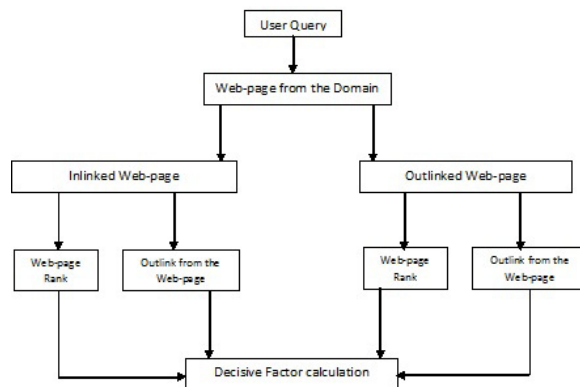 User Query
Web-page from the Domain
Inlinked Web-page
Outlinked Web-page
Web-page
Rank
Outlink from the
Web-page
Web-page
Rank
Outlink from the
Web-page
Decisive Factor calculation